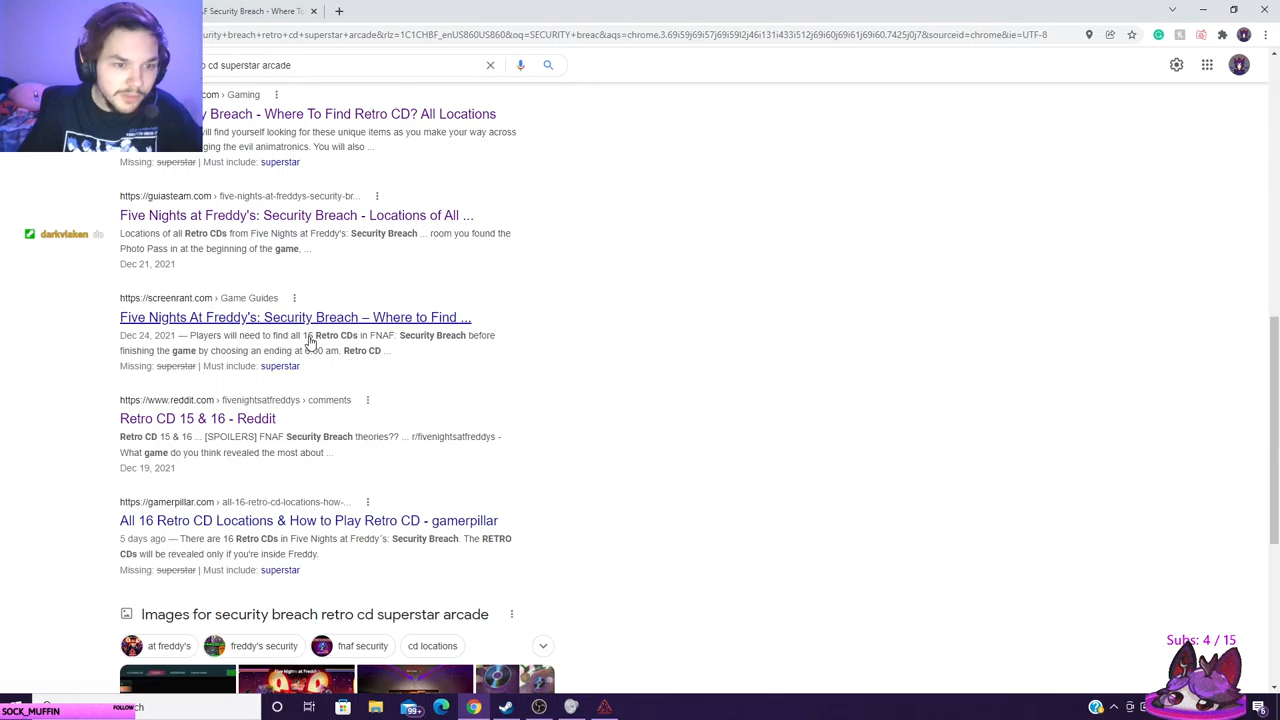 F Security Breach - S
urity+breach+retro+cd+superstar+arcade&rlz=1C1CHBF_enUS860US860&oq=SECURITY+breac&aqs=chrome.3.69i59j69i57j69i59l2j46i131i433i512j69i60j69i61j69i60.7425j0j7&sourceid=chrome&ie=UTF-8
o cd superstar arcade
com › Gaming
y Breach - Where To Find Retro CD? All Locations
vill find yourself looking for these unique items as you make your way across
ging the evil animatronics. You will also ...
Missing: superstar | Must include: superstar
https://guiasteam.com › five-nights-at-freddys-security-br...
Five Nights at Freddy's: Security Breach - Locations of All ...
Locations of all Retro CDs from Five Nights at Freddy's: Security Breach ... room you found the
Photo Pass in at the beginning of the game, ...
Dec 21, 2021
darkvlaken
https://screenrant.com › Game Guides
Five Nights At Freddy's: Security Breach – Where to Find ...
Dec 24, 2021 — Players will need to find all 16 Retro CDs in FNAF: Security Breach before
finishing the game by choosing an ending at 6:00 am. Retro CD ...
Missing: superstar | Must include: superstar
https://www.reddit.com › fivenightsatfreddys › comments
Retro CD 15 & 16 - Reddit
Retro CD 15 & 16 ... [SPOILERS] FNAF Security Breach theories?? ... r/fivenightsatfreddys -
What game do you think revealed the most about ...
Dec 19, 2021
https://gamerpillar.com › all-16-retro-cd-locations-how-...
All 16 Retro CD Locations & How to Play Retro CD - gamerpillar
5 days ago — There are 16 Retro CDs in Five Nights at Freddy´s: Security Breach. The RETRO
CDs will be revealed only if you're inside Freddy.
Missing: superstar | Must include: superstar
Images for security breach retro cd superstar arcade
at freddy's freddy's security fnaf security cd locations
Subs: 4 / 15
SOCK_MUFFIN FOLLOW ch 99+